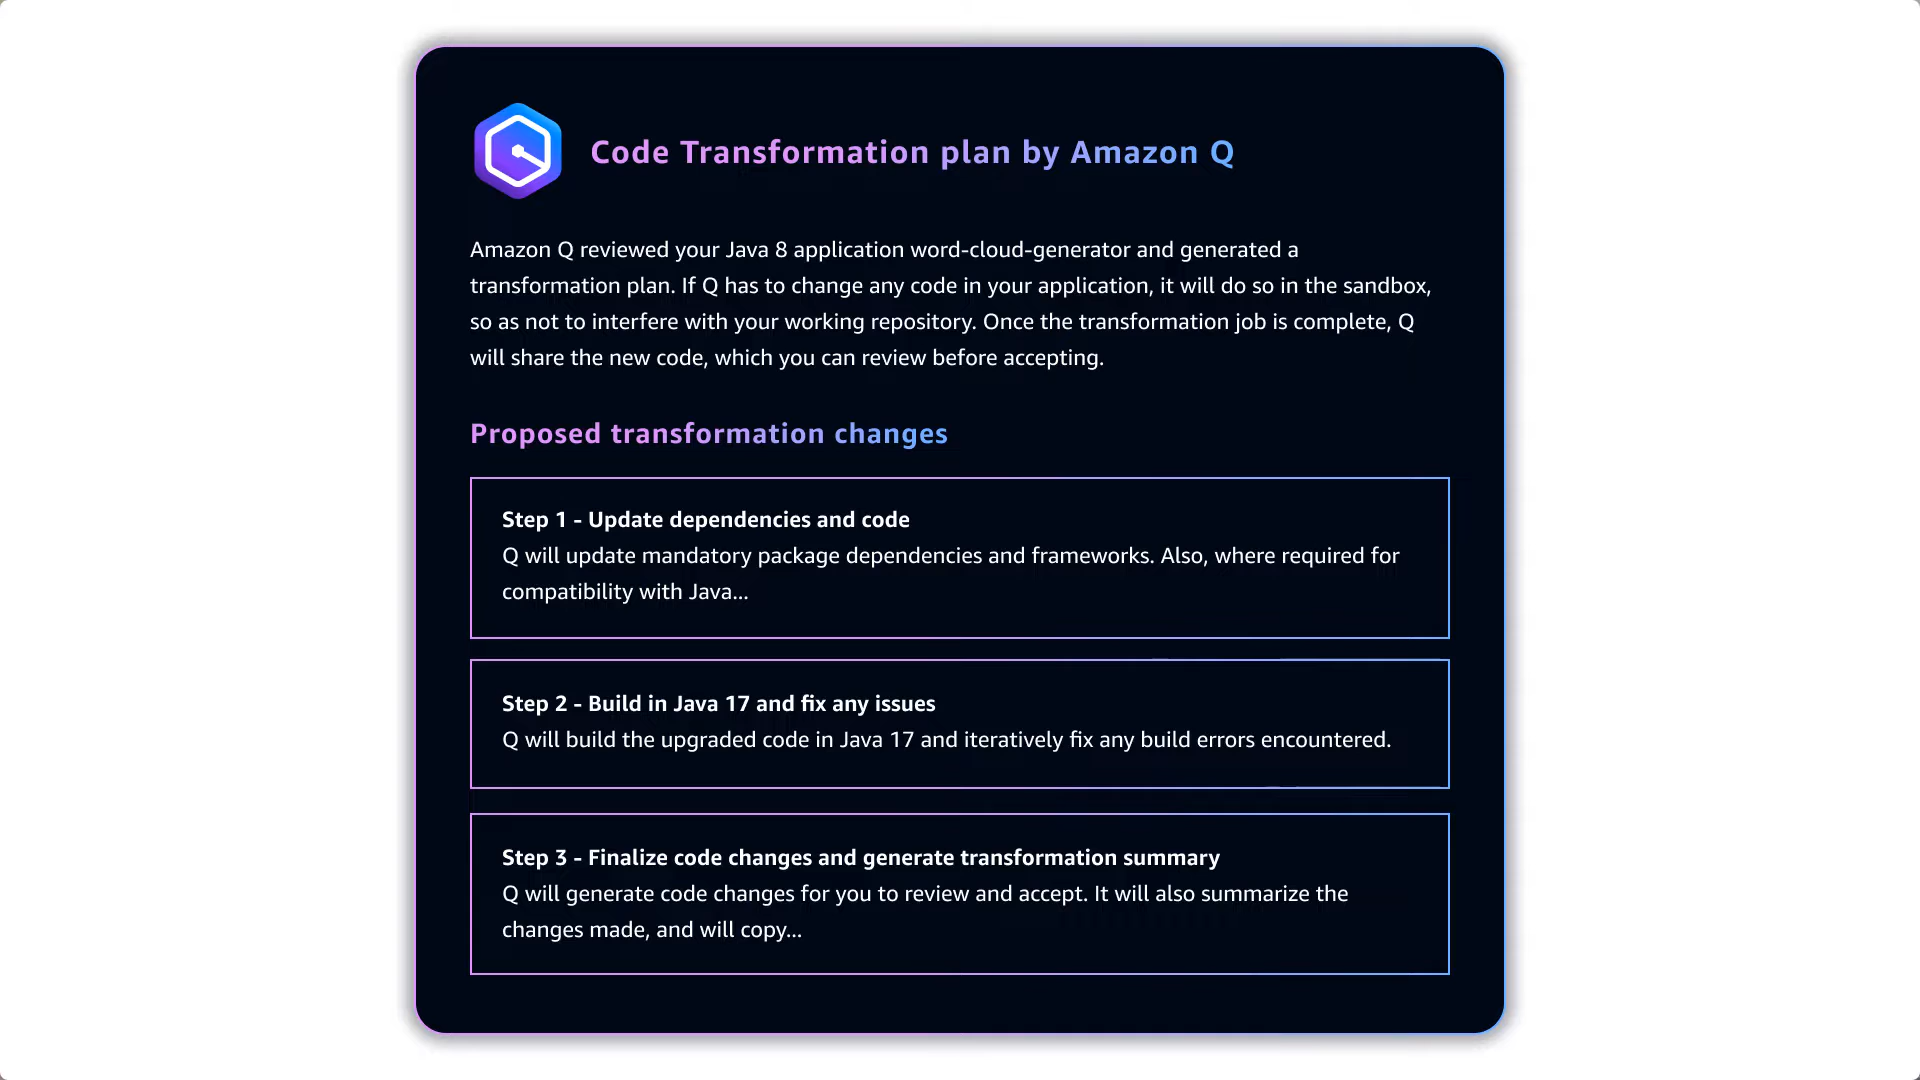 Code Transformation plan by Amazon Q
Amazon Q reviewed your Java 8 application word-cloud-generator and generated a
transformation plan. If Q has to change any code in your application, it will do so in the sandbox,
so as not to interfere with your working repository. Once the transformation job is complete, Q
will share the new code, which you can review before accepting.
Proposed transformation changes
Step 1 - Update dependencies and code
Q will update mandatory package dependencies and frameworks. Also, where required for
compatibility with Java...
Step 2 - Build in Java 17 and fix any issues
Q will build the upgraded code in Java 17 and iteratively fix any build errors encountered.
Step 3 - Finalize code changes and generate transformation summary
Q will generate code changes for you to review and accept. It will also summarize the
changes made, and will copy...